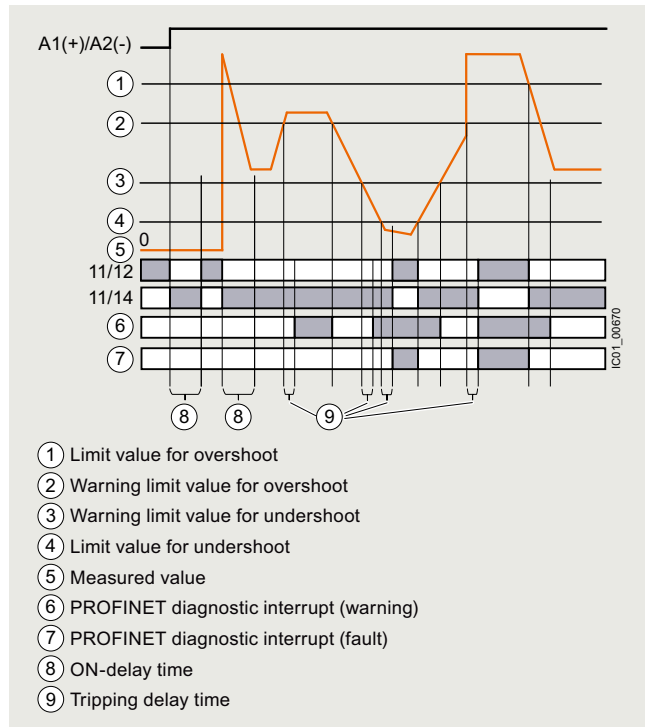 A1(+)/A2(-)
1
2
3
4
5 0
11/12
11/14
6
7
IC01_00670
8 8 9
1 Limit value for overshoot
2 Warning limit value for overshoot
3 Warning limit value for undershoot
4 Limit value for undershoot
5 Measured value
6 PROFINET diagnostic interrupt (warning)
7 PROFINET diagnostic interrupt (fault)
8 ON-delay time
9 Tripping delay time